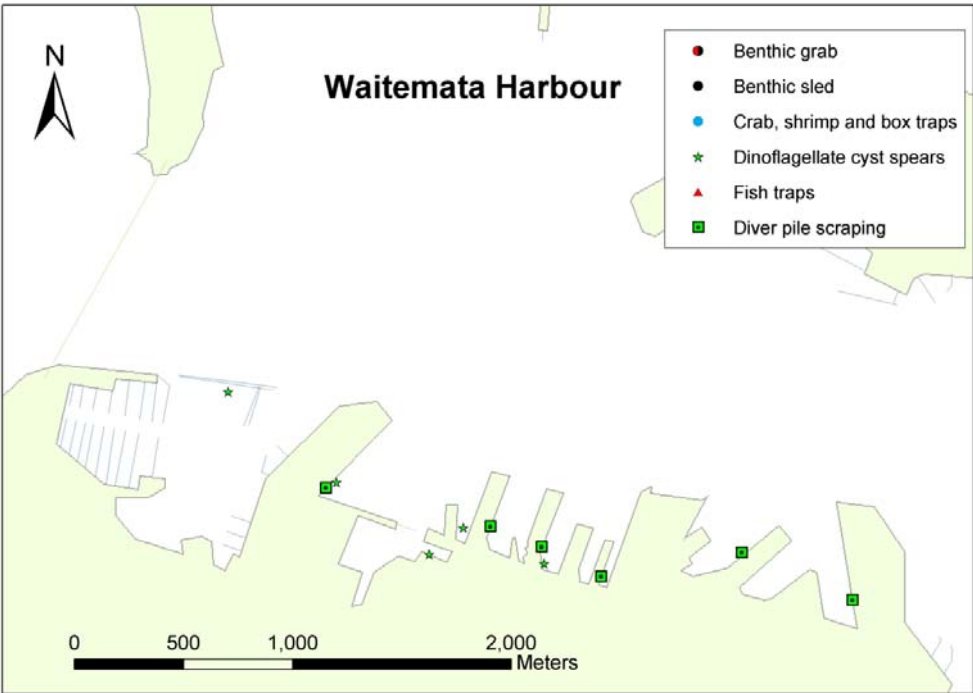 N
Waitemata Harbour
Benthic grab
Benthic sled
Crab, shrimp and box traps
Dinoflagellate cyst spears
Fish traps
Diver pile scraping
0 500 1,000 2,000
Meters